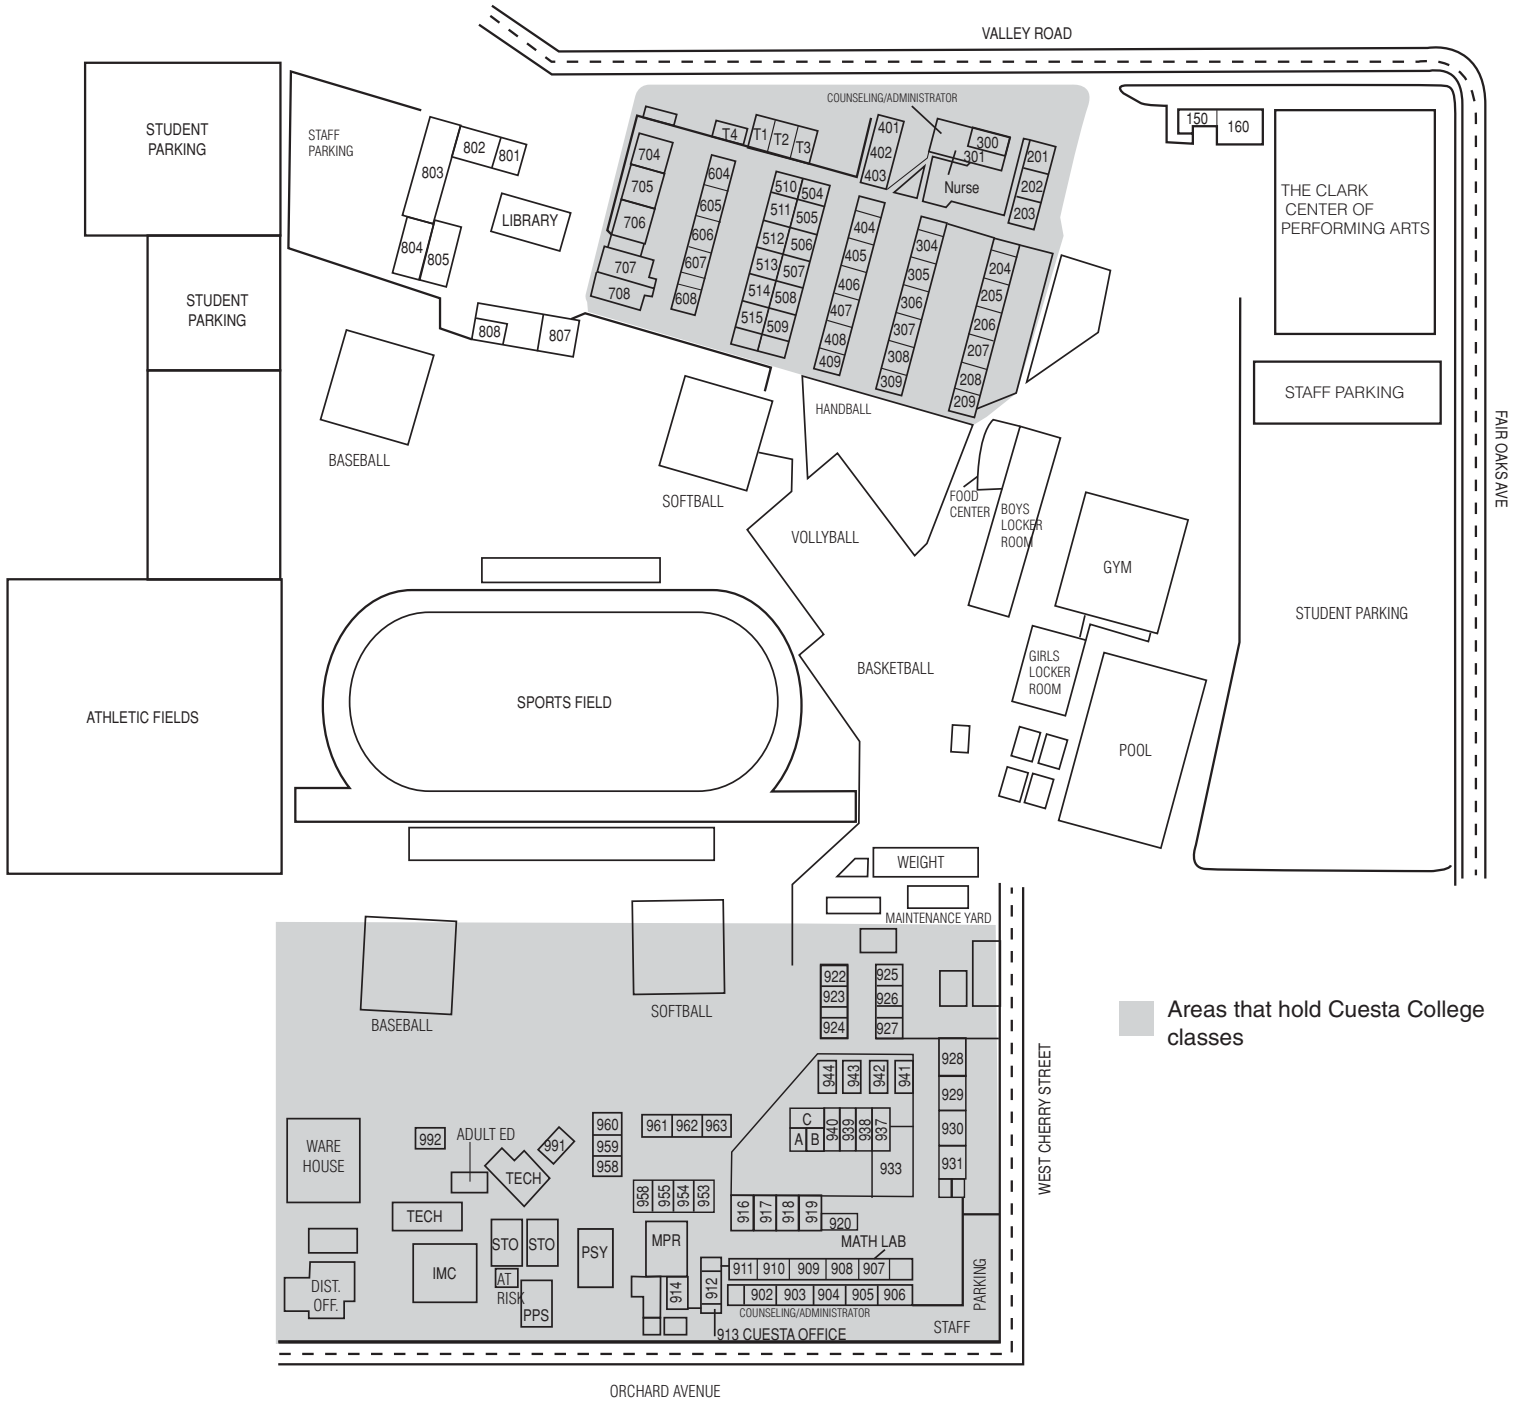 VALLEY ROAD
COUNSELING/ADMINISTRATOR
STUDENT
PARKING
STAFF
PARKING
803
802
801
804
805
LIBRARY
808
807
STUDENT
PARKING
704
705
706
707
708
T4
T1
T2
T3
604
605
606
607
608
510
504
511
505
512
506
513
507
514
508
515
509
401
402
403
404
405
406
407
408
409
300
301
Nurse
304
305
306
307
308
309
201
202
203
204
205
206
207
208
209
150
160
THE CLARK
CENTER OF
PERFORMING ARTS
STAFF PARKING
FAIR OAKS AVE
STUDENT PARKING
BASEBALL
SOFTBALL
HANDBALL
VOLLYBALL
FOOD
CENTER
BOYS
LOCKER
ROOM
GYM
GIRLS
LOCKER
ROOM
BASKETBALL
POOL
ATHLETIC FIELDS
SPORTS FIELD
WEIGHT
MAINTENANCE YARD
BASEBALL
SOFTBALL
922
923
924
925
926
927
928
929
930
931
944
943
942
941
C
A
B
940
939
938
937
933
Areas that hold Cuesta College
classes
WEST CHERRY STREET
WARE
HOUSE
992
ADULT ED
991
TECH
960
959
958
961
962
963
958
955
954
953
916
917
918
919
920
MATH LAB
TECH
STO
STO
PSY
MPR
IMC
AT
RISK
PPS
DIST.
OFF.
914
912
911
910
909
908
907
902
903
904
905
906
COUNSELING/ADMINISTRATOR
913 CUESTA OFFICE
STAFF
PARKING
ORCHARD AVENUE